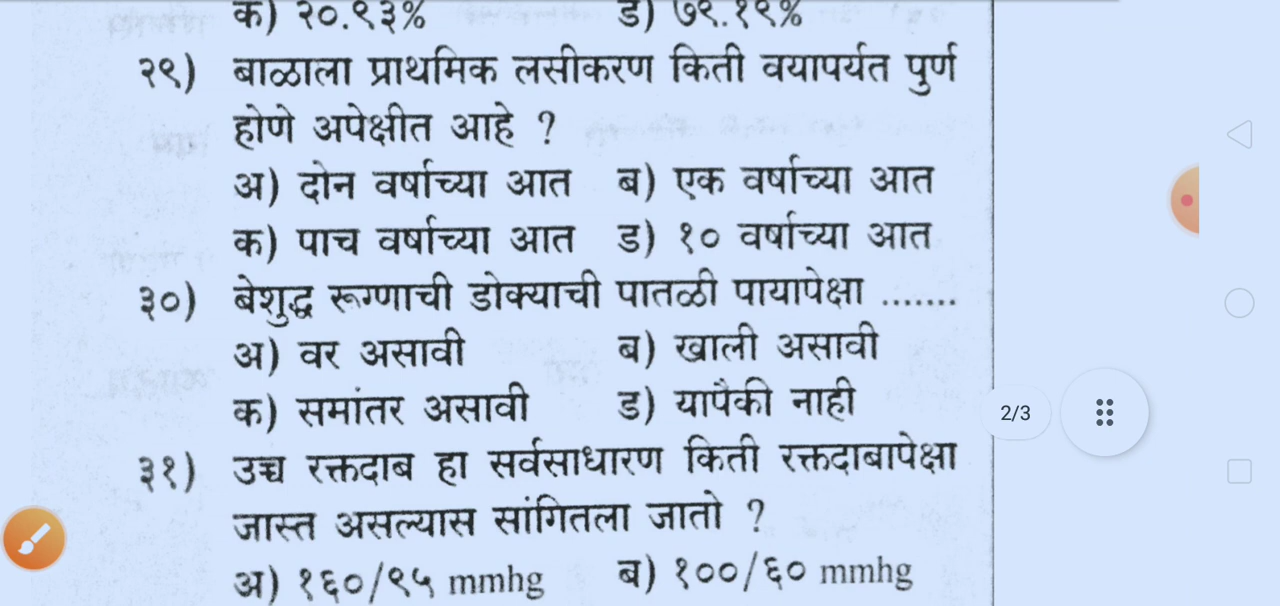 क) २०.९३% ड) ७९.१९%
२९) बाळाला प्राथमिक लसीकरण किती वयापर्यत पुर्ण
होणे अपेक्षीत आहे ?
अ) दोन वर्षाच्या आत ब) एक वर्षाच्या आत
क) पाच वर्षाच्या आत ड) १० वर्षाच्या आत
३०) बेशुद्ध रूग्णाची डोक्याची पातळी पायापेक्षा .......
अ) वर असावी ब) खाली असावी
क) समांतर असावी ड) यापैकी नाही
2/3
३१) उच्च रक्तदाब हा सर्वसाधारण किती रक्तदाबापेक्षा
जास्त असल्यास सांगितला जातो ?
अ) १६०/९५ mmhg ब) १००/६० mmhg